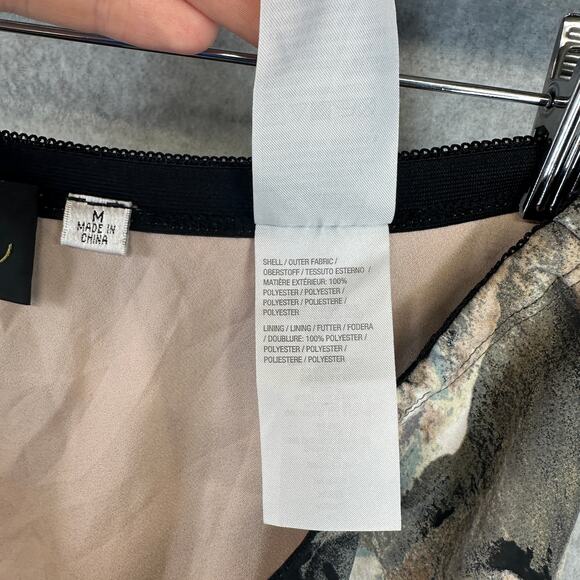 M
MADE IN
CHINA
SHELL / OUTER FABRIC /
OBERSTOFF / TESSUTO ESTERNO /
MATIÈRE EXTÉRIEUR: 100%
POLYESTER / POLYESTER /
POLYESTER / POLIESTERE /
POLYESTER
LINING / LINING / FUTTER / FODERA
/ DOUBLURE: 100% POLYESTER /
POLYESTER / POLYESTER /
POLIESTERE / POLYESTER